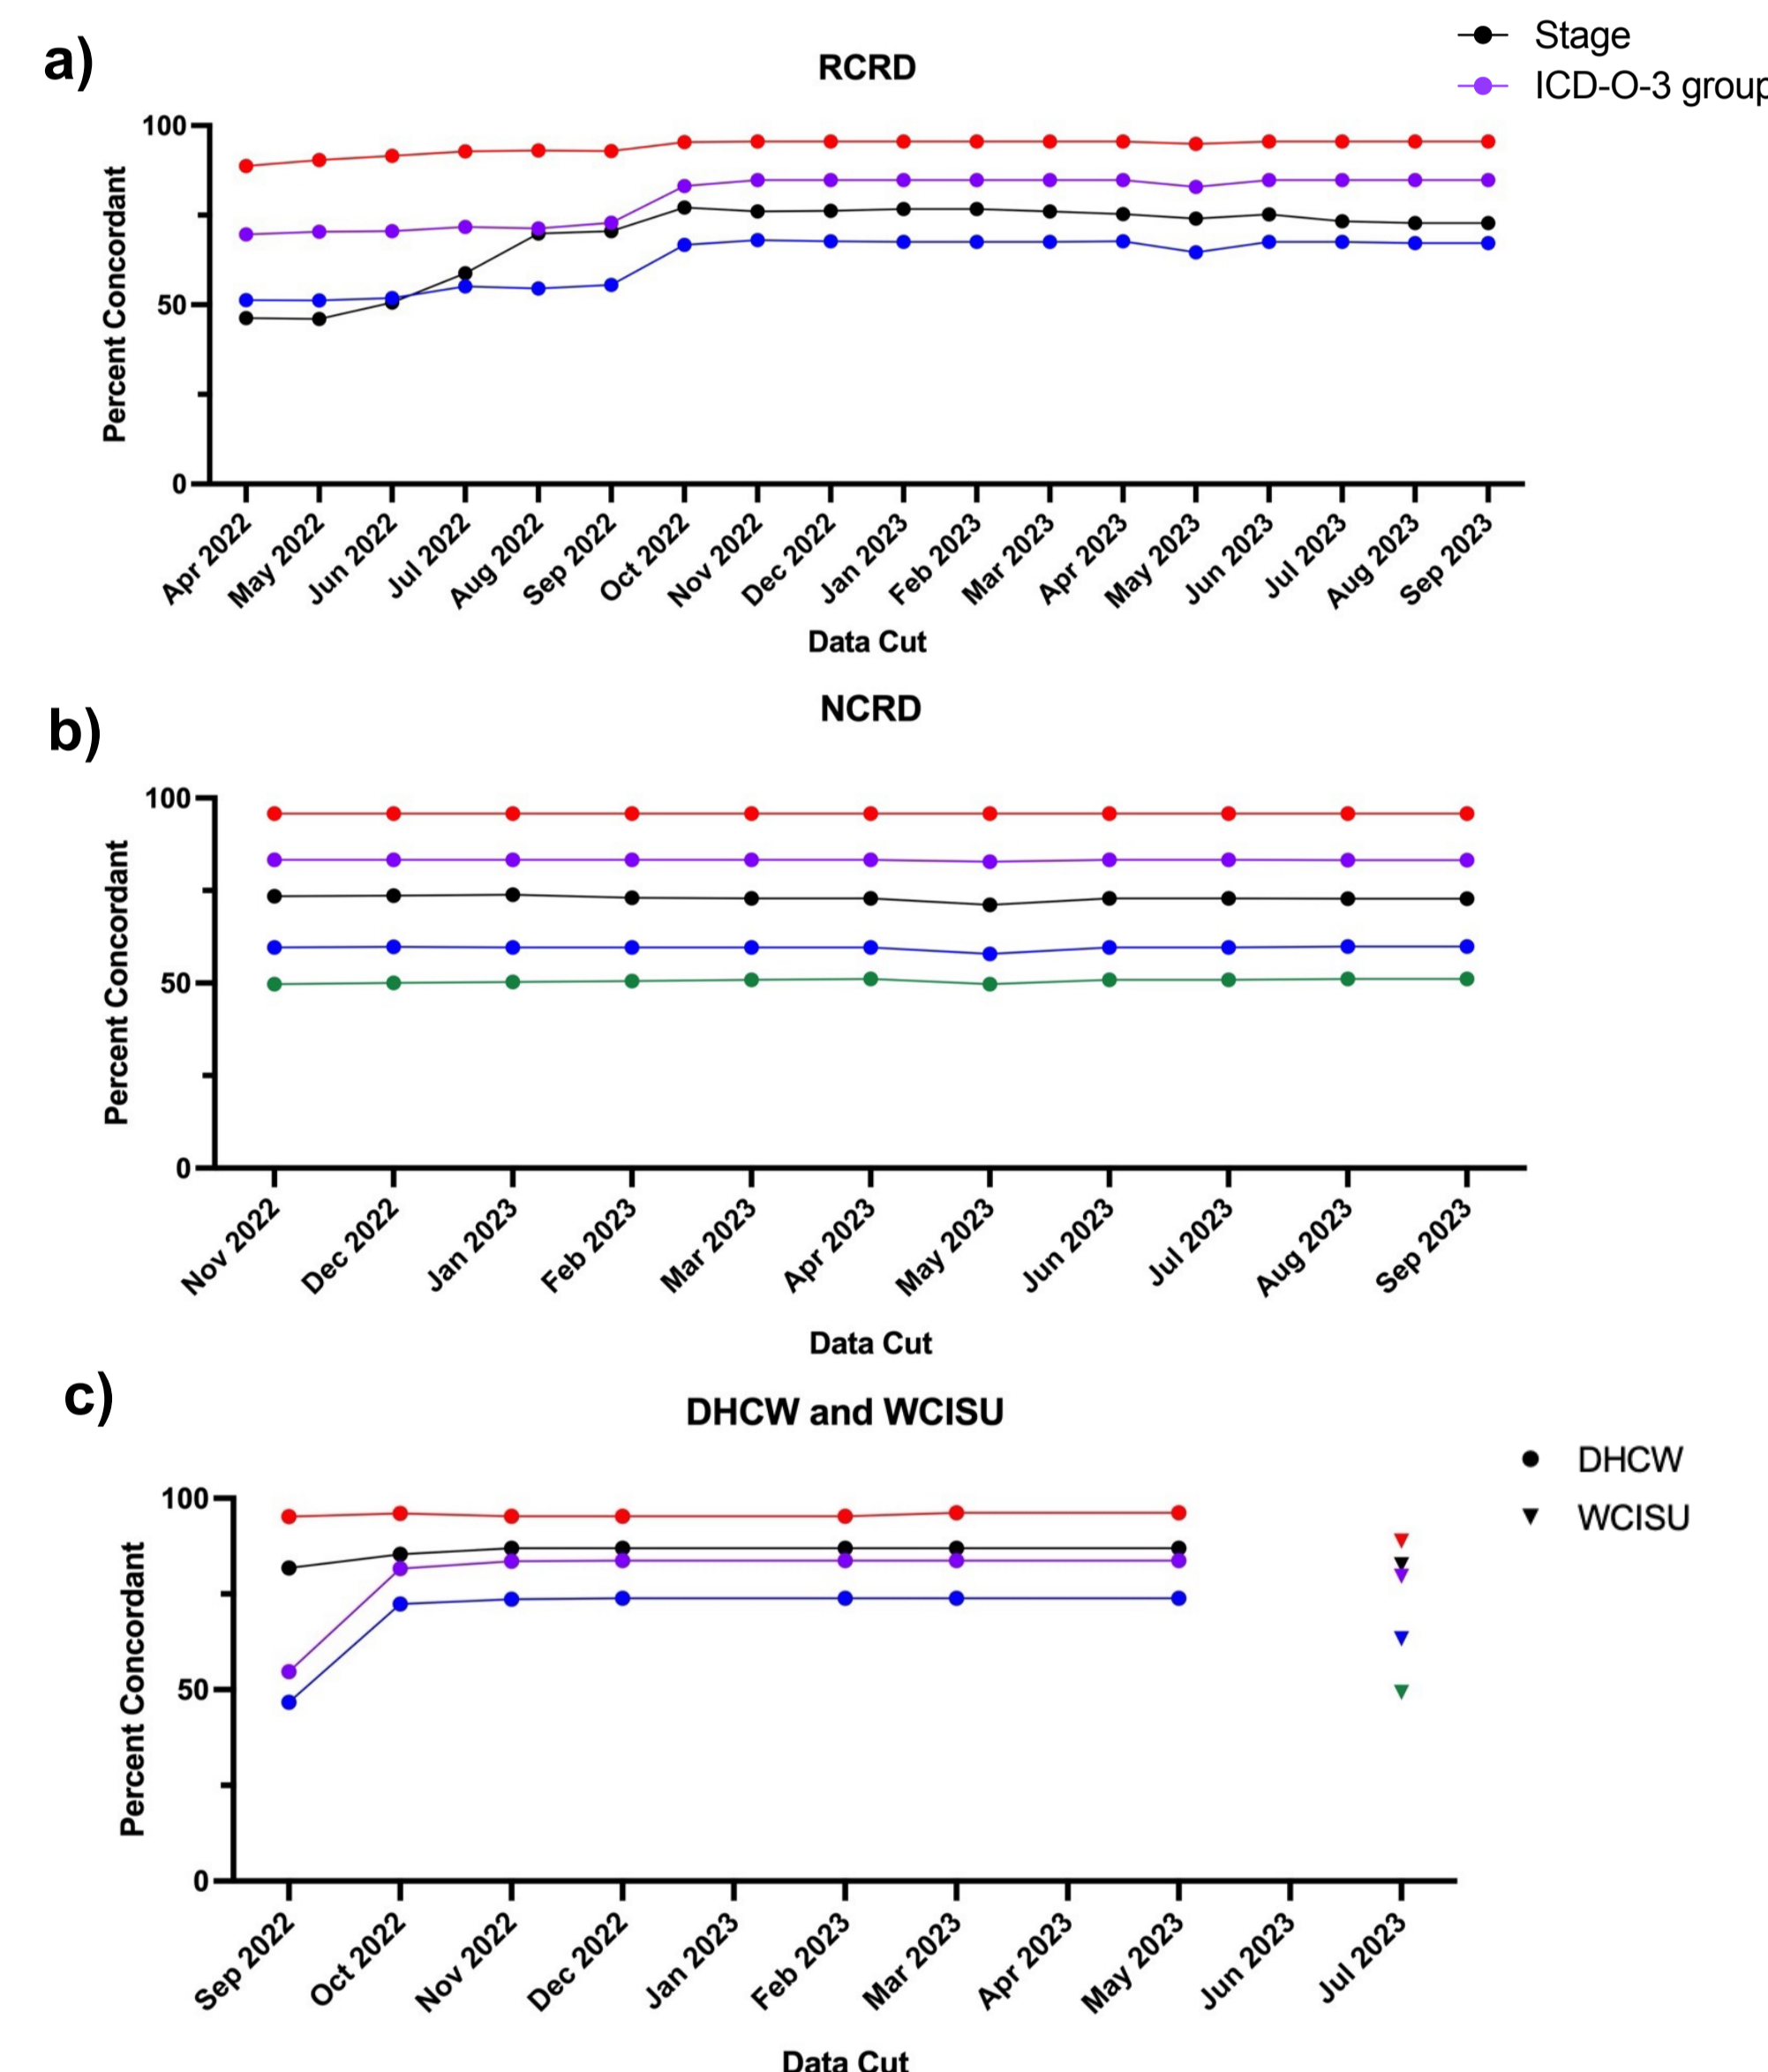 a)
RCRD
Stage
ICD-O-3 group
100
50
0
Percent Concordant
Apr 2022
May 2022
Jun 2022
Jul 2022
Aug 2022
Sep 2022
Oct 2022
Nov 2022
Dec 2022
Jan 2023
Feb 2023
Mar 2023
Apr 2023
May 2023
Jun 2023
Jul 2023
Aug 2023
Sep 2023
Data Cut
b)
NCRD
100
50
0
Percent Concordant
Nov 2022
Dec 2022
Jan 2023
Feb 2023
Mar 2023
Apr 2023
May 2023
Jun 2023
Jul 2023
Aug 2023
Sep 2023
Data Cut
c)
DHCW and WCISU
DHCW
WCISU
100
50
0
Percent Concordant
Sep 2022
Oct 2022
Nov 2022
Dec 2022
Jan 2023
Feb 2023
Mar 2023
Apr 2023
May 2023
Jun 2023
Jul 2023
Data Cut